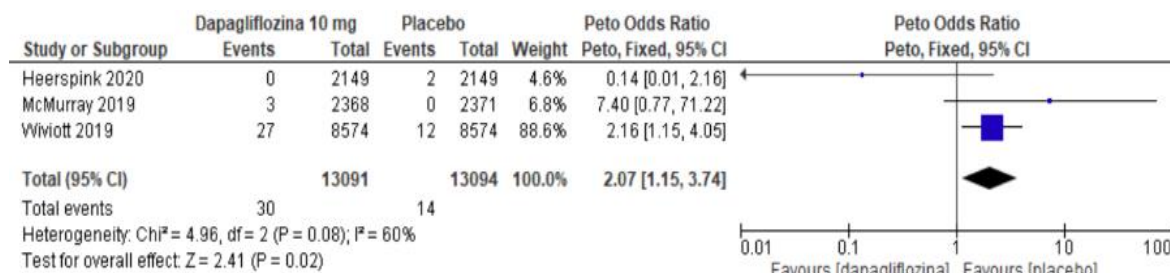 Dapagliflozina 10 mg Placebo Peto Odds Ratio Peto Odds Ratio
Study or Subgroup Events Total Events Total Weight Peto, Fixed, 95% CI Peto, Fixed, 95% CI
Heerspink 2020 0 2149 2 2149 4.6% 0.14 [0.01, 2.16]
McMurray 2019 3 2368 0 2371 6.8% 7.40 [0.77, 71.22]
Wiviott 2019 27 8574 12 8574 88.6% 2.16 [1.15, 4.05]
Total (95% CI) 13091 13094 100.0% 2.07 [1.15, 3.74]
Total events 30 14
Heterogeneity: Chi² = 4.96, df = 2 (P = 0.08); I² = 60%
Test for overall effect: Z = 2.41 (P = 0.02)
0.01 0.1 1 10 100
Favours [dapagliflozina] Favours [placebo]